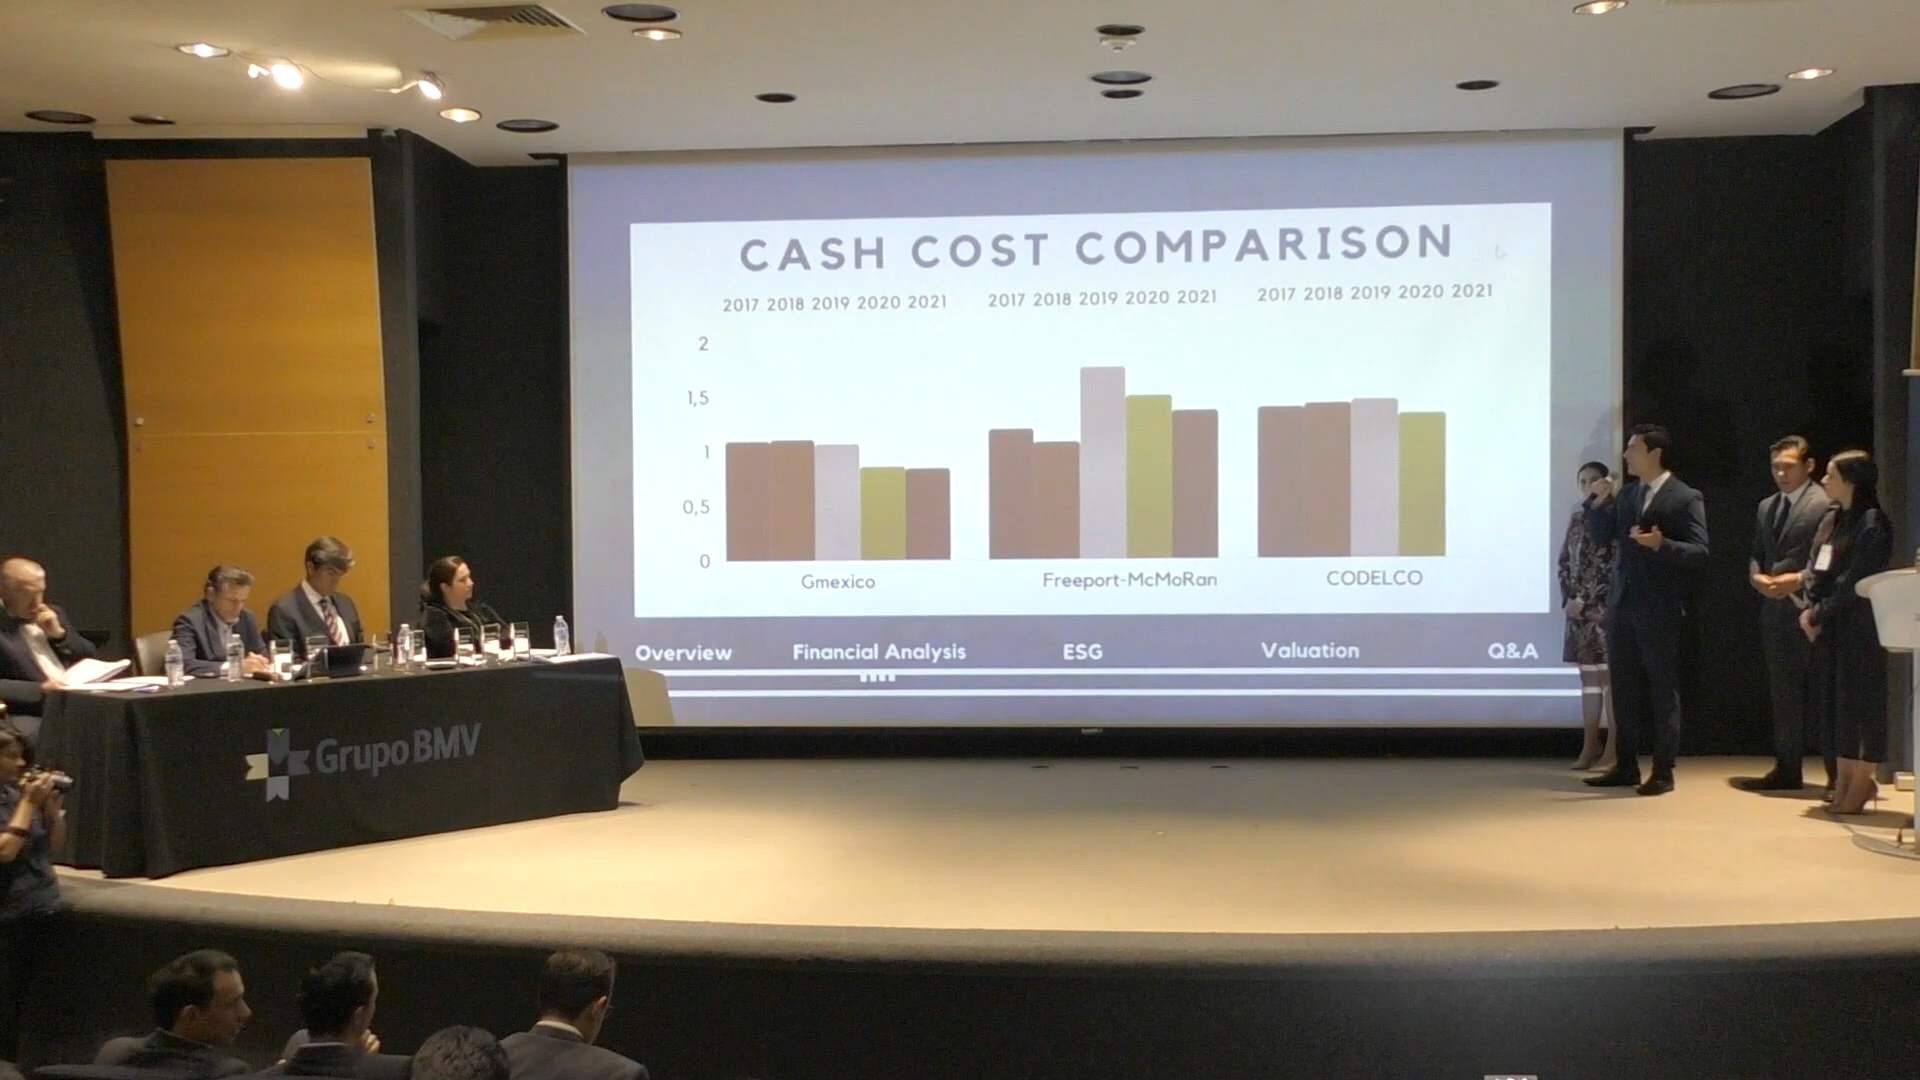 CASH COST COMPARISON
2017 2018 2019 2020 2021
2017 2018 2019 2020 2021
2017 2018 2019 2020 2021
2
1,5
1
0,5
0
Gmexico
Freeport-McMoRan
CODELCO
Overview
Financial Analysis
ESG
Valuation
Q&A
Grupo BMV